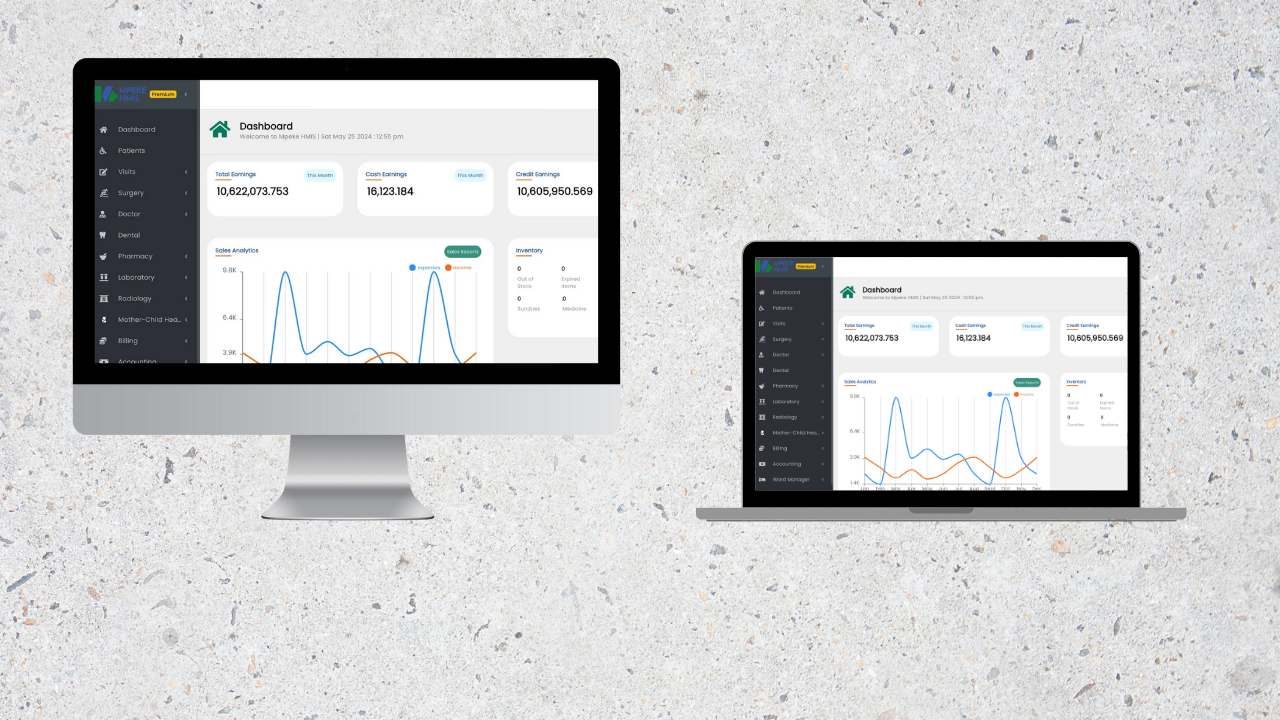 MPEKE
HMIS
Premium
Dashboard
Patients
Visits
Surgery
Doctor
Dental
Pharmacy
Laboratory
Radiology
Mother-Child Hea...
Billing
Accounting
Dashboard
Welcome to Mpeke HMIS | Sat May 25 2024 : 12:55 pm
Total Earnings
This Month
10,622,073.753
Cash Earnings
This Month
16,123.184
Credit Earnings
10,605,950.569
Sales Analytics
Sales Reports
expenses
income
9.8K
6.4K
3.9K
Inventory
0
Out of
Stock
0
Expired
Items
0
Sundries
0
Medicine
MPEKE
HMIS
Premium
Dashboard
Patients
Visits
Surgery
Doctor
Dental
Pharmacy
Laboratory
Radiology
Mother-Child Hea...
Billing
Accounting
Ward Manager
Dashboard
Welcome to Mpeke HMIS | Sat May 25 2024 : 12:55 pm
Total Earnings
This Month
10,622,073.753
Cash Earnings
This Month
16,123.184
Credit Earnings
10,605,950.569
Sales Analytics
Sales Reports
expenses
income
9.8K
6.4K
3.9K
1.4K
Jan Feb Mar Apr May Jun Jul Aug Sept Oct Nov Dec
Inventory
0
Out of
Stock
0
Expired
Items
0
Sundries
0
Medicine